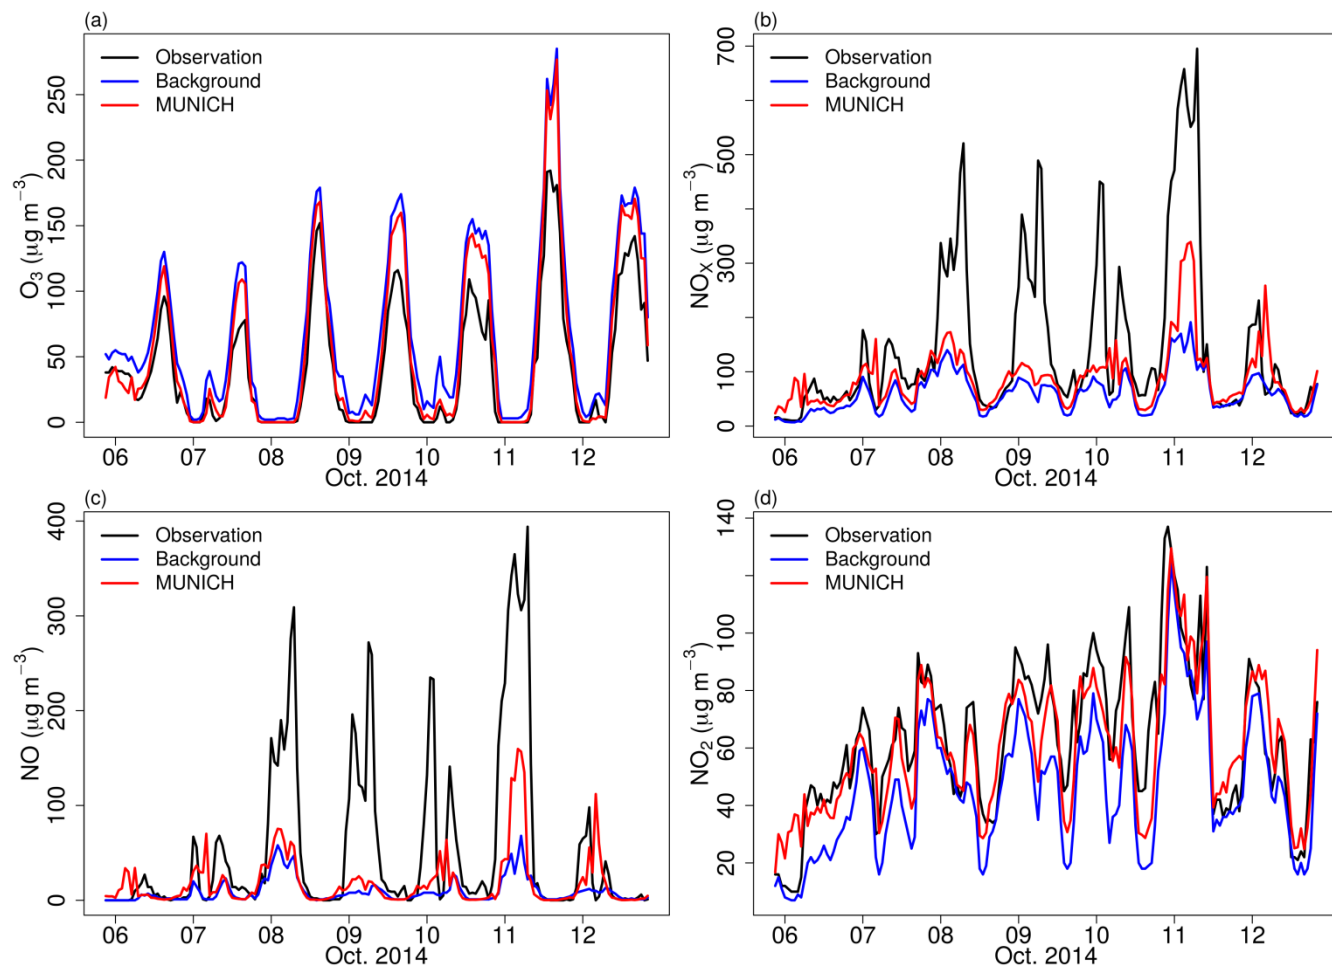 (a)
Observation
Background
MUNICH
O3 (μg m−3)
0 50 100 150 200 250
06 07 08 09 10 11 12
Oct. 2014
(b)
Observation
Background
MUNICH
NOX (μg m−3)
0 100 300 500 700
06 07 08 09 10 11 12
Oct. 2014
(c)
Observation
Background
MUNICH
NO (μg m−3)
0 100 200 300 400
06 07 08 09 10 11 12
Oct. 2014
(d)
Observation
Background
MUNICH
NO2 (μg m−3)
20 40 60 80 100 140
06 07 08 09 10 11 12
Oct. 2014